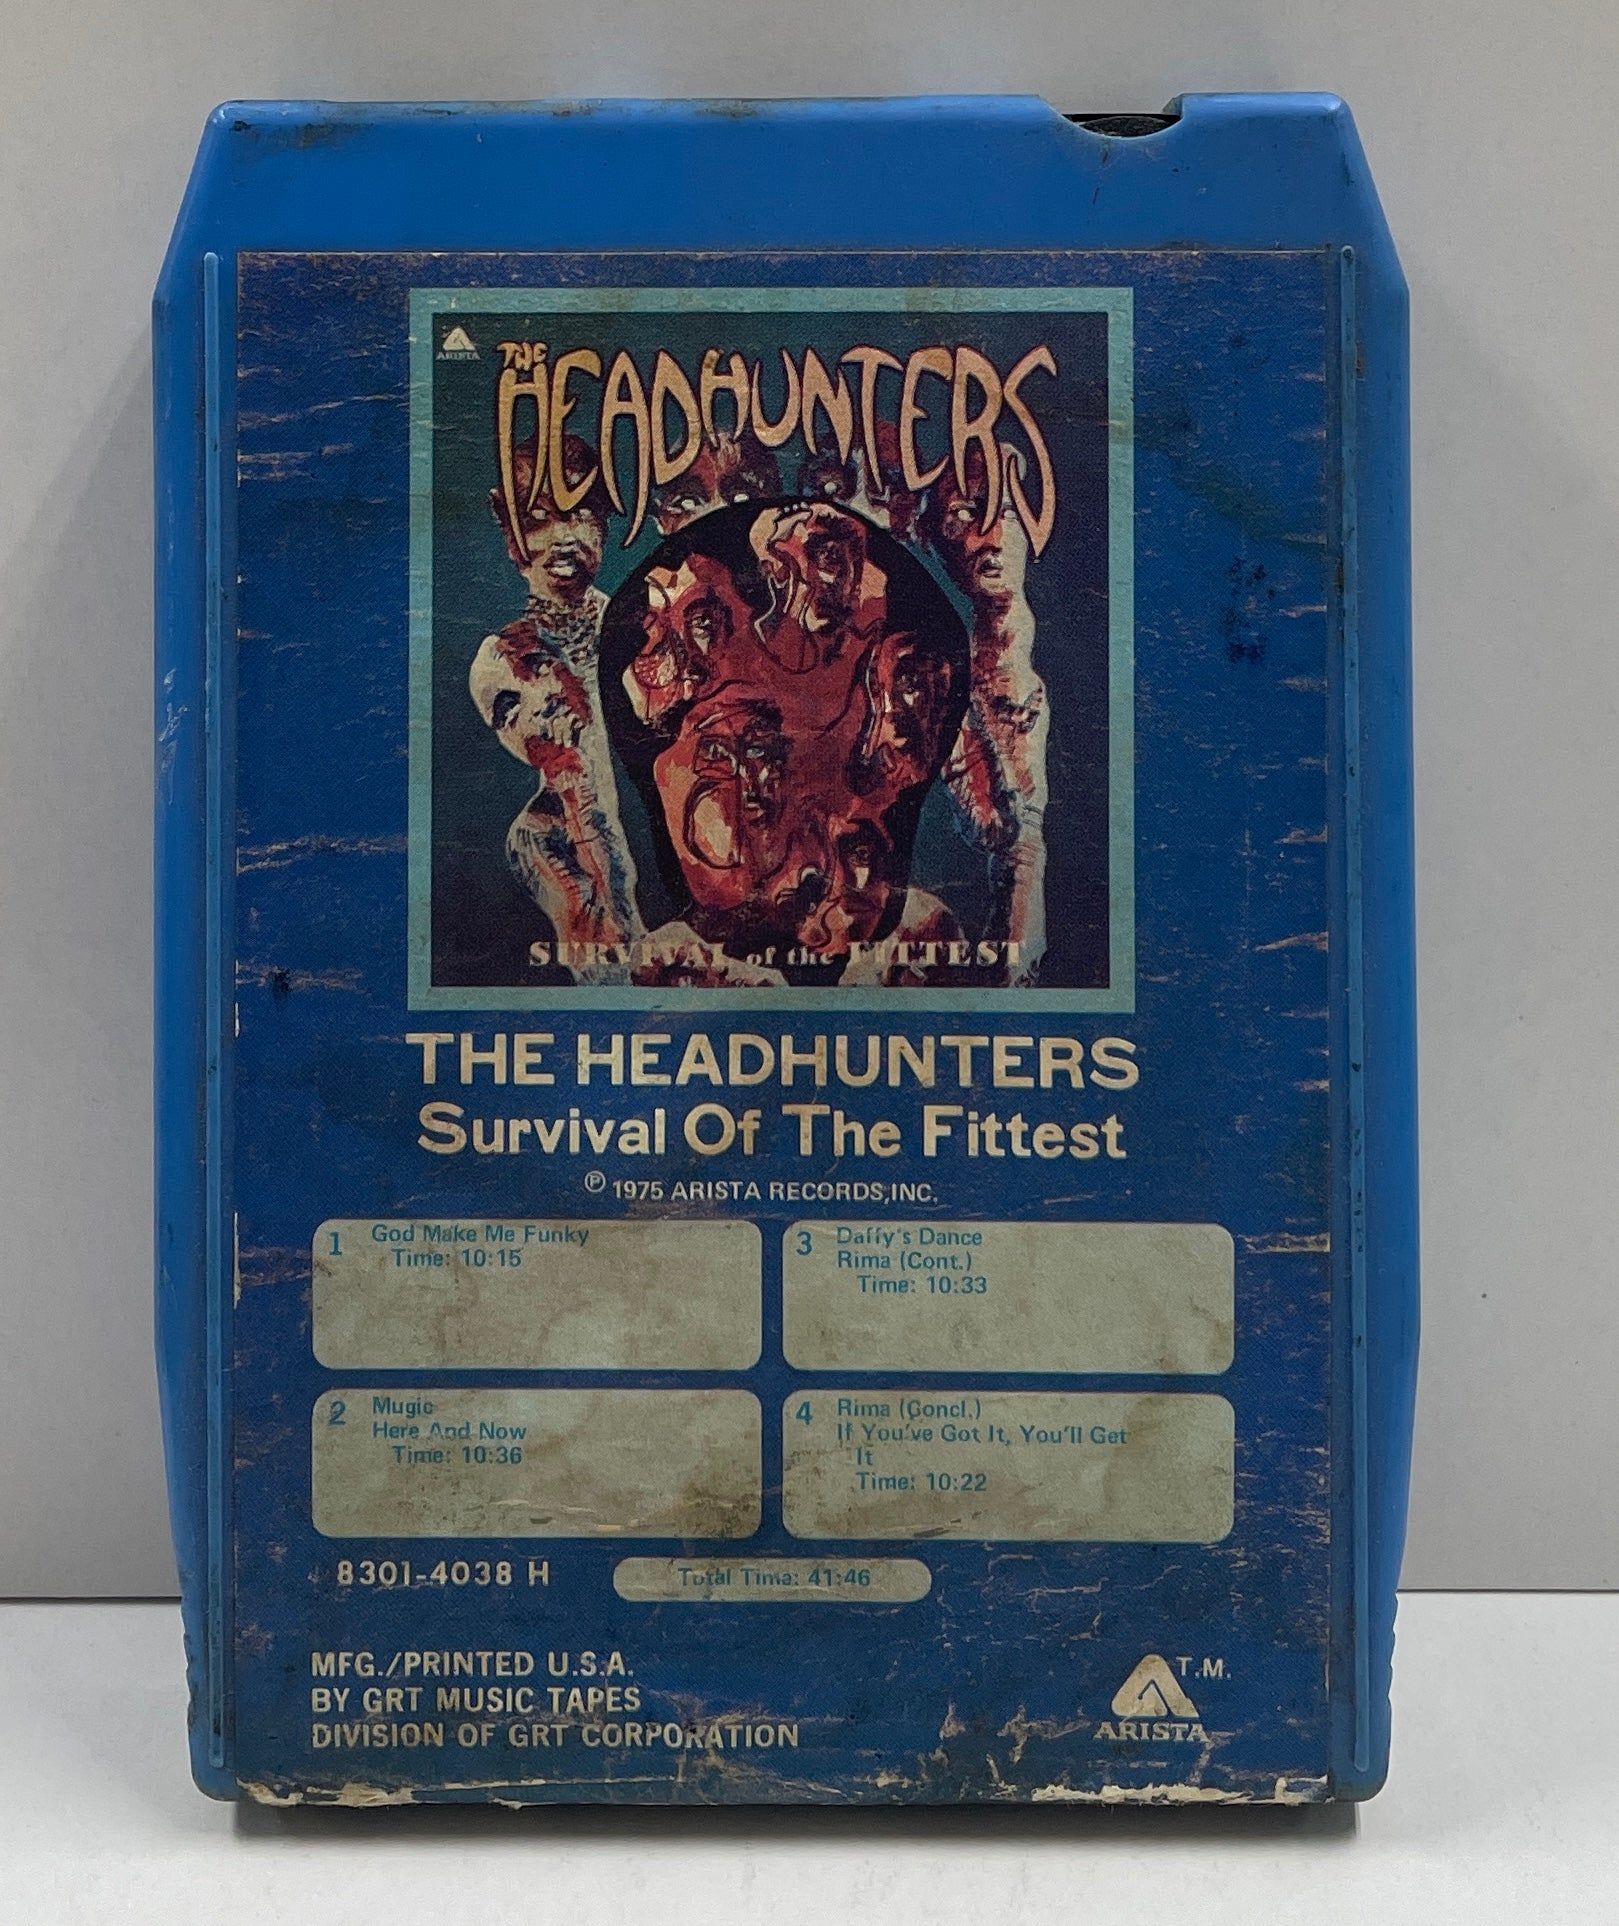 ARISTA
THE
HEADHUNTERS
SURVIVAL of the FITTEST
THE HEADHUNTERS
Survival Of The Fittest
Ⓟ 1975 ARISTA RECORDS,INC.
1 God Make Me Funky
Time: 10:15
2 Mugic
Here And Now
Time: 10:36
3 Daffy's Dance
Rima (Cont.)
Time: 10:33
4 Rima (Concl.)
If You've Got It, You'll Get
It
Time: 10:22
8301-4038 H
Total Time: 41:46
MFG./PRINTED U.S.A.
BY GRT MUSIC TAPES
DIVISION OF GRT CORPORATION
T.M.
ARISTA